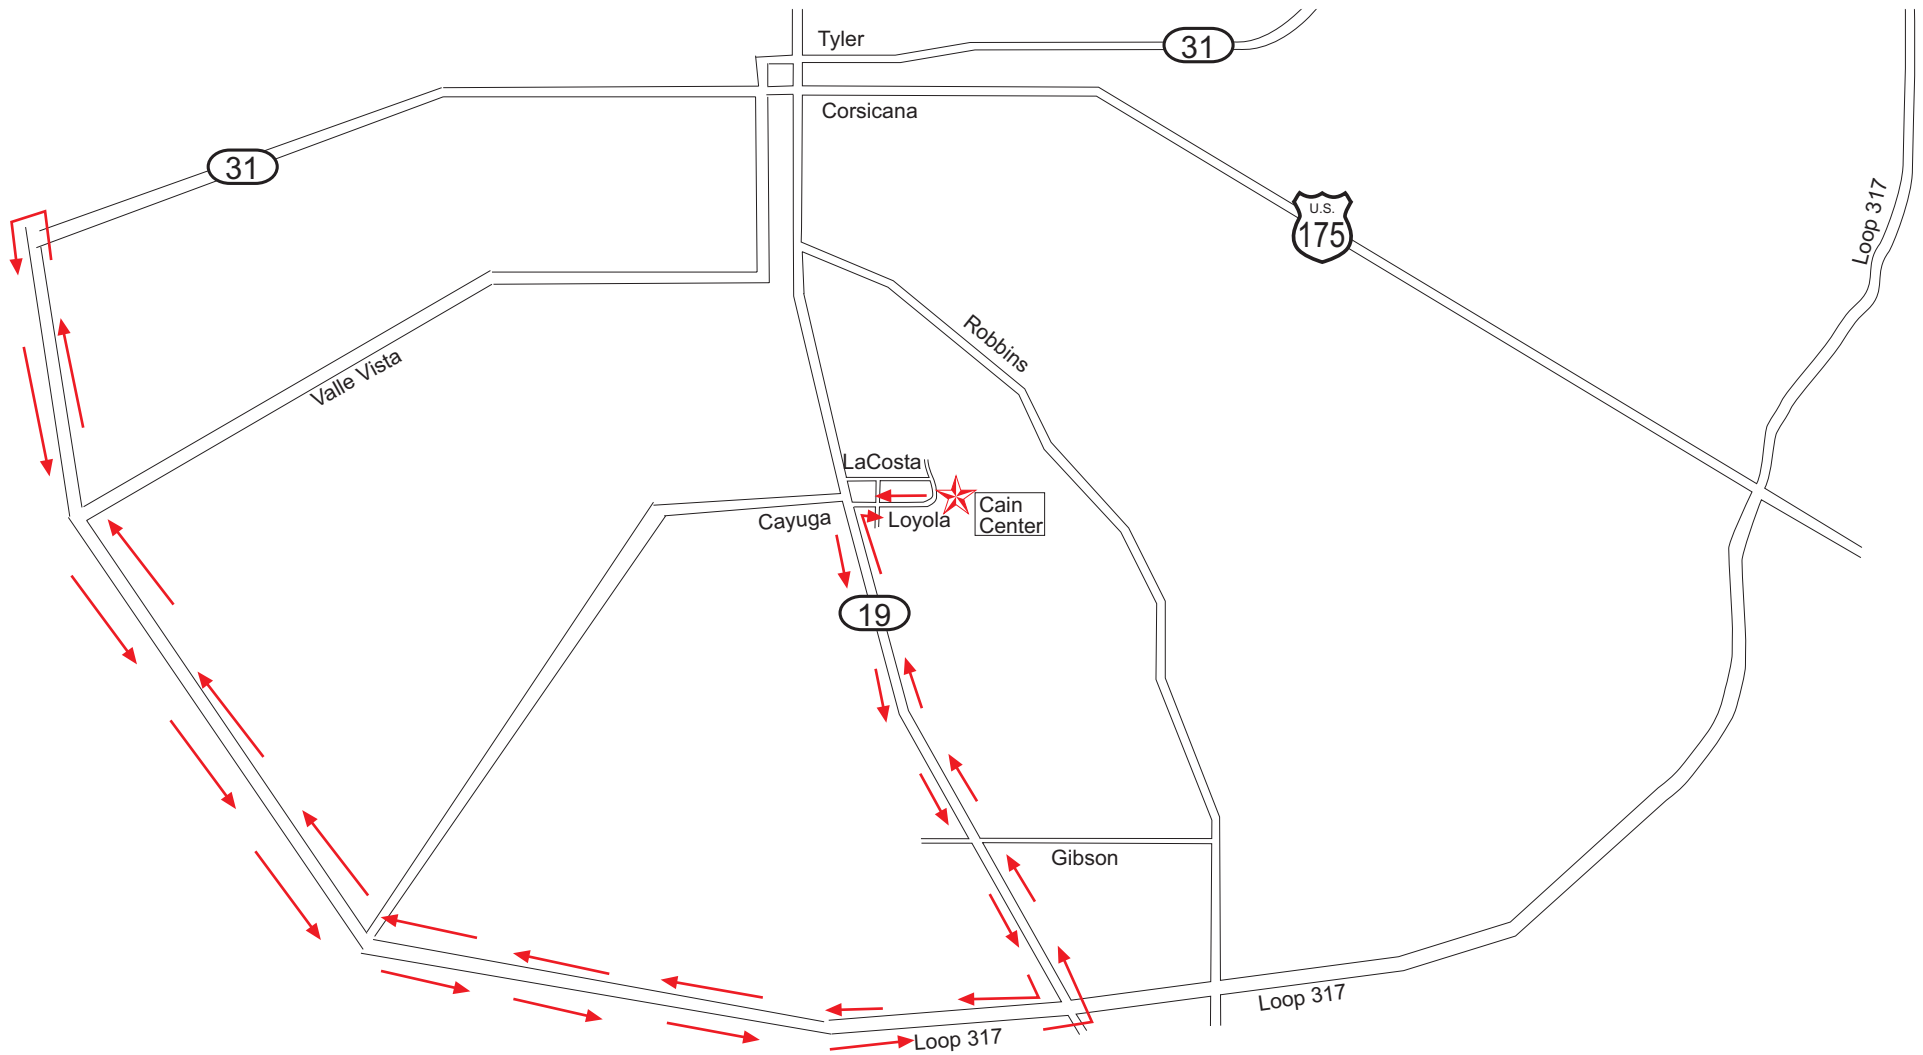 Tyler
31
Corsicana
31
U.S.
175
Loop 317
Robbins
Valle Vista
LaCosta
Cain
Center
Cayuga
Loyola
19
Gibson
Loop 317
Loop 317